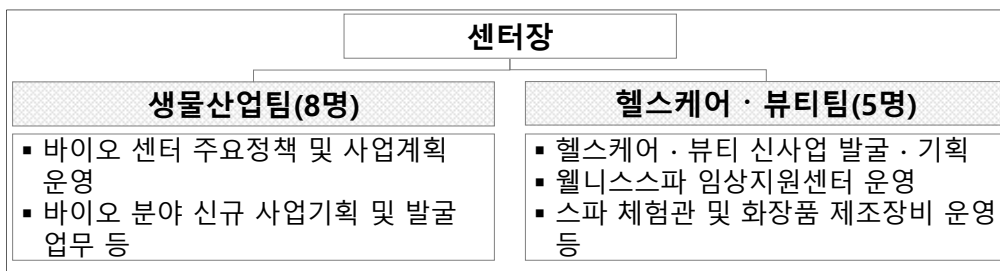 센터장
생물산업팀(8명)
▪ 바이오 센터 주요정책 및 사업계획
운영
▪ 바이오 분야 신규 사업기획 및 발굴
업무 등
헬스케어 · 뷰티팀(5명)
▪ 헬스케어 · 뷰티 신사업 발굴 · 기획
▪ 웰니스스파 임상지원센터 운영
▪ 스파 체험관 및 화장품 제조장비 운영
등